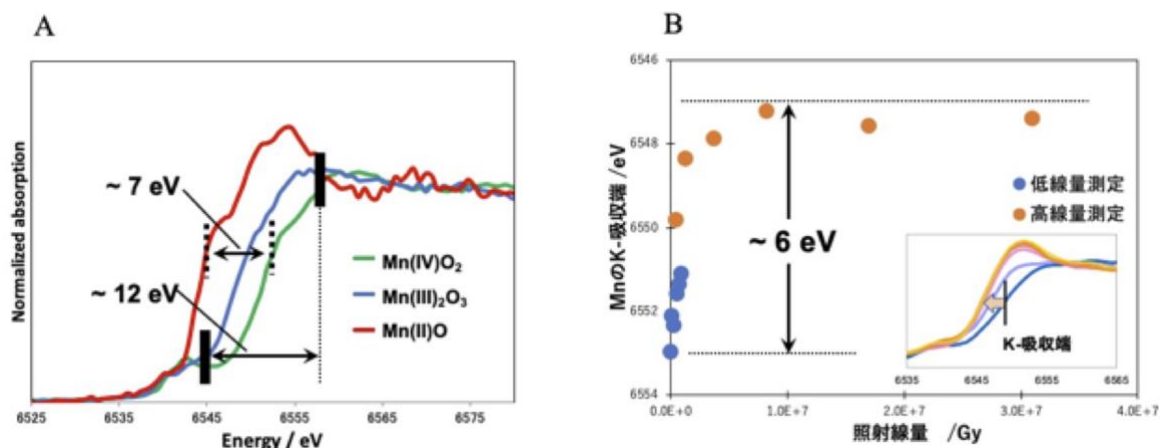 A
Normalized absorption
~ 7 eV
~ 12 eV
Mn(IV)O₂
Mn(III)₂O₃
Mn(II)O
6525
6535
6545
6555
6565
6575
Energy / eV
B
MnのK-吸収端 /eV
6546
6548
6550
6552
6554
~ 6 eV
低線量測定
高線量測定
K-吸収端
6535
6545
6555
6565
0.0E+0
1.0E+7
2.0E+7
3.0E+7
4.0E+7
照射線量 /Gy